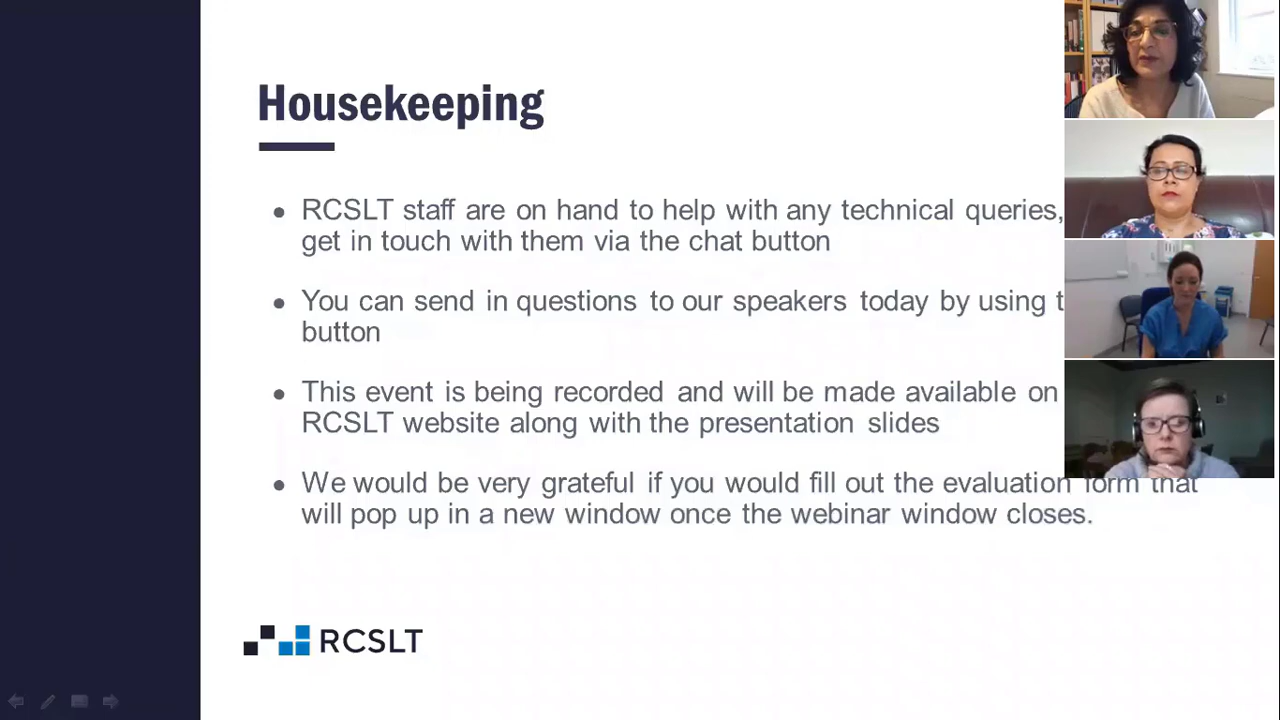 Housekeeping
• RCSLT staff are on hand to help with any technical queries,
get in touch with them via the chat button
• You can send in questions to our speakers today by using t
button
• This event is being recorded and will be made available on
RCSLT website along with the presentation slides
• We would be very grateful if you would fill out the evaluation form that
will pop up in a new window once the webinar window closes.
RCSLT